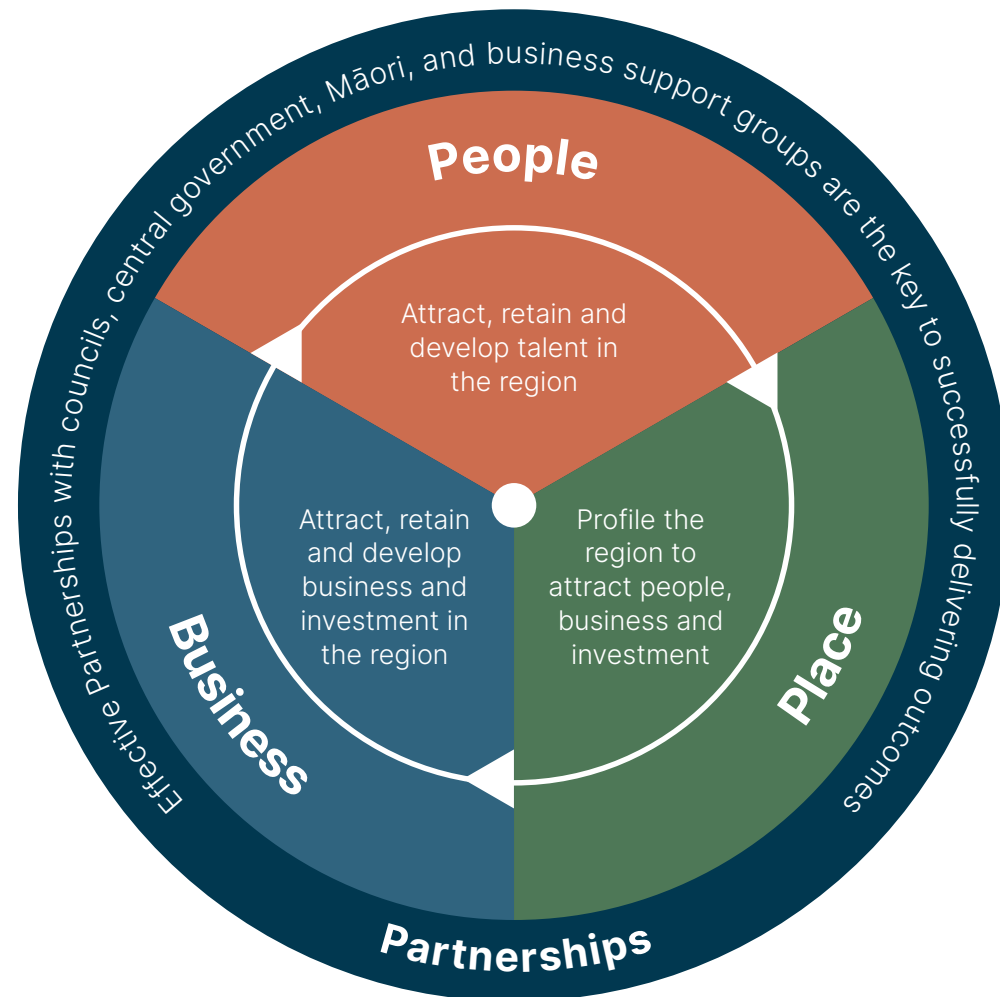 Effective Partnerships with councils, central government, Māori, and business support groups are the key to successfully delivering outcomes
People
Attract, retain and
develop talent in
the region
Attract, retain
and develop
business and
investment in
the region
Business
Profile the
region to
attract people,
business and
investment
Place
Partnerships